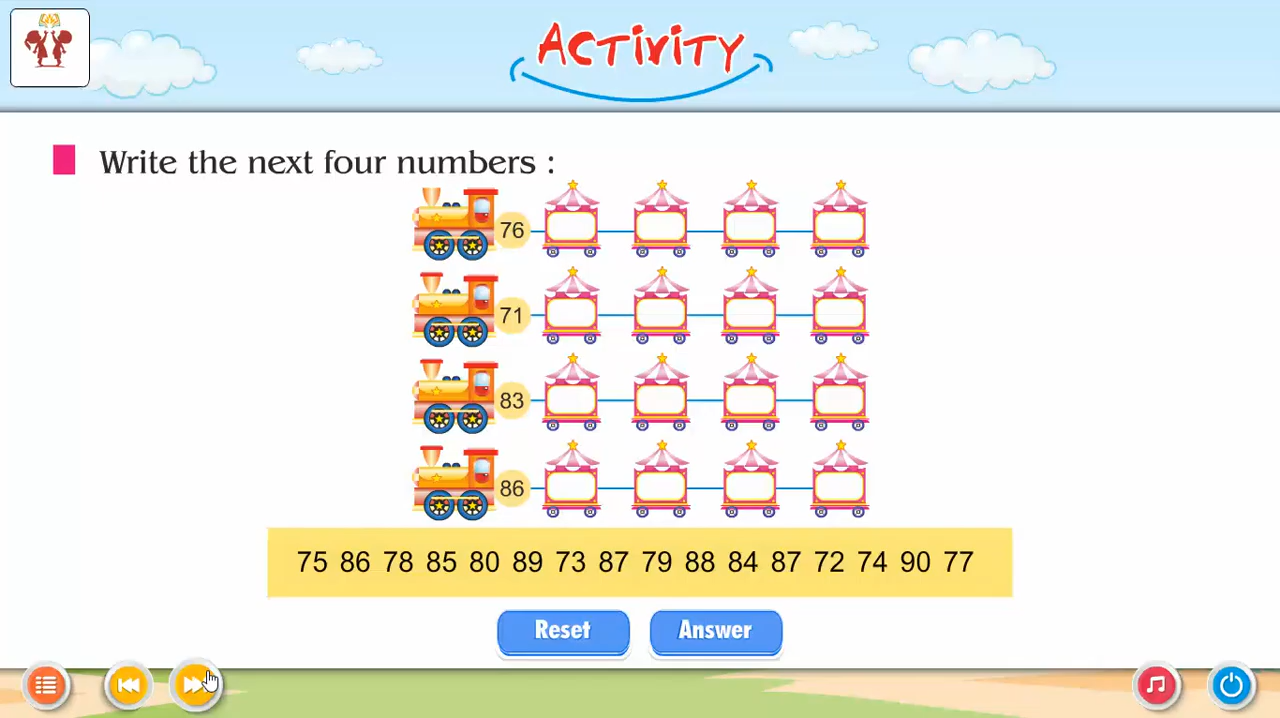 ACTIVITY
Write the next four numbers :
76
71
83
86
75 86 78 85 80 89 73 87 79 88 84 87 72 74 90 77
Reset
Answer